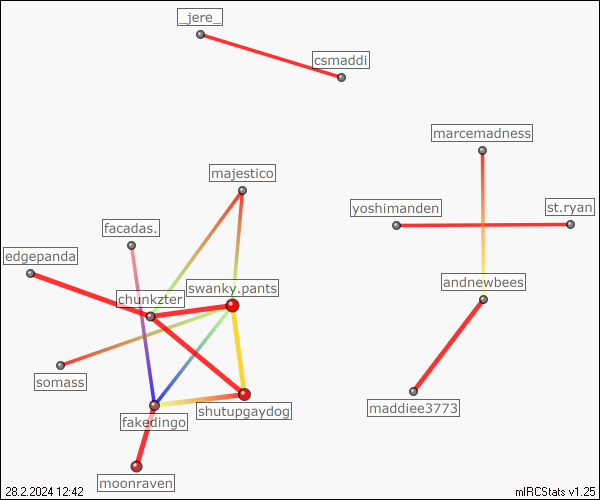 _jere_
csmaddi
marcemadness
majestico
yoshimanden
st.ryan
facadas.
edgepanda
swanky.pants
andnewbees
chunkzter
somass
maddiee3773
shutupgaydog
fakedingo
moonraven
28.2.2024 12:42
mIRCStats v1.25